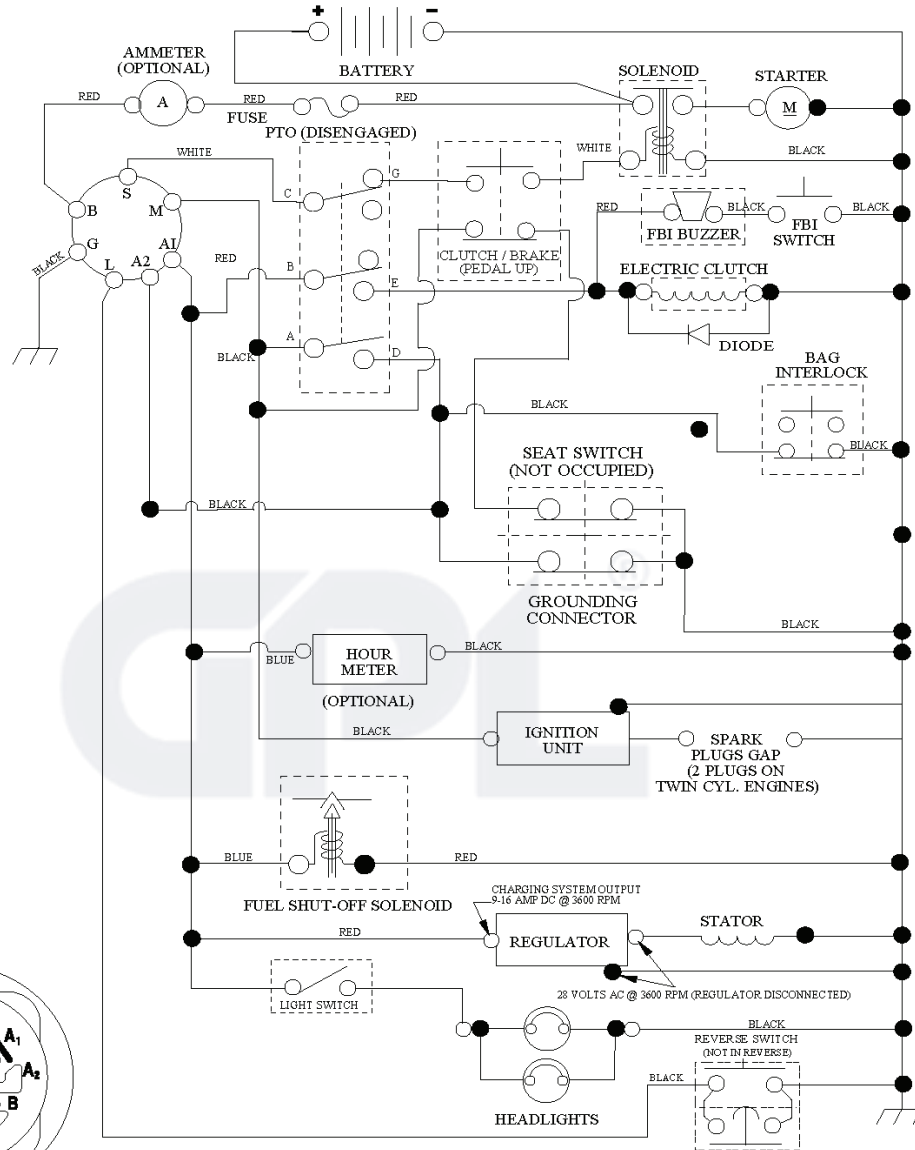 + −
BATTERY
AMMETER
(OPTIONAL)
SOLENOID
STARTER
RED
A
RED
FUSE
RED
M
PTO (DISENGAGED)
WHITE
WHITE
BLACK
S
C
G
B
M
RED
FBI BUZZER
BLACK
FBI
SWITCH
BLACK
G
A1
L
A2
BLACK
RED
B
E
CLUTCH / BRAKE
(PEDAL UP)
ELECTRIC CLUTCH
DIODE
BLACK
A
D
BAG
INTERLOCK
BLACK
BLACK
SEAT SWITCH
(NOT OCCUPIED)
BLACK
GPL
®
GROUNDING
CONNECTOR
BLACK
BLUE
HOUR
METER
BLACK
(OPTIONAL)
BLACK
IGNITION
UNIT
SPARK
PLUGS GAP
(2 PLUGS ON
TWIN CYL. ENGINES)
BLUE
RED
FUEL SHUT-OFF SOLENOID
CHARGING SYSTEM OUTPUT
9-16 AMP DC @ 3600 RPM
RED
REGULATOR
STATOR
28 VOLTS AC @ 3600 RPM (REGULATOR DISCONNECTED)
LIGHT SWITCH
BLACK
REVERSE SWITCH
(NOT IN REVERSE)
BLACK
HEADLIGHTS
A1
A2
B